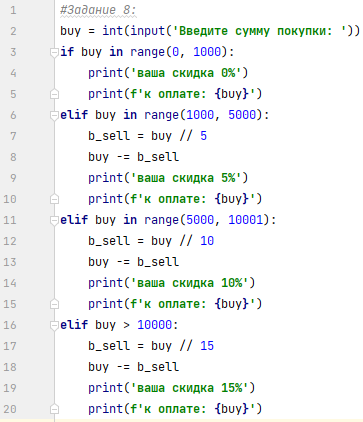 1 #Задание 8:
2 buy = int(input('Введите сумму покупки: '))
3 if buy in range(0, 1000):
4     print('ваша скидка 0%')
5     print(f'к оплате: {buy}')
6 elif buy in range(1000, 5000):
7     b_sell = buy // 5
8     buy -= b_sell
9     print('ваша скидка 5%')
10     print(f'к оплате: {buy}')
11 elif buy in range(5000, 10001):
12     b_sell = buy // 10
13     buy -= b_sell
14     print('ваша скидка 10%')
15     print(f'к оплате: {buy}')
16 elif buy > 10000:
17     b_sell = buy // 15
18     buy -= b_sell
19     print('ваша скидка 15%')
20     print(f'к оплате: {buy}')